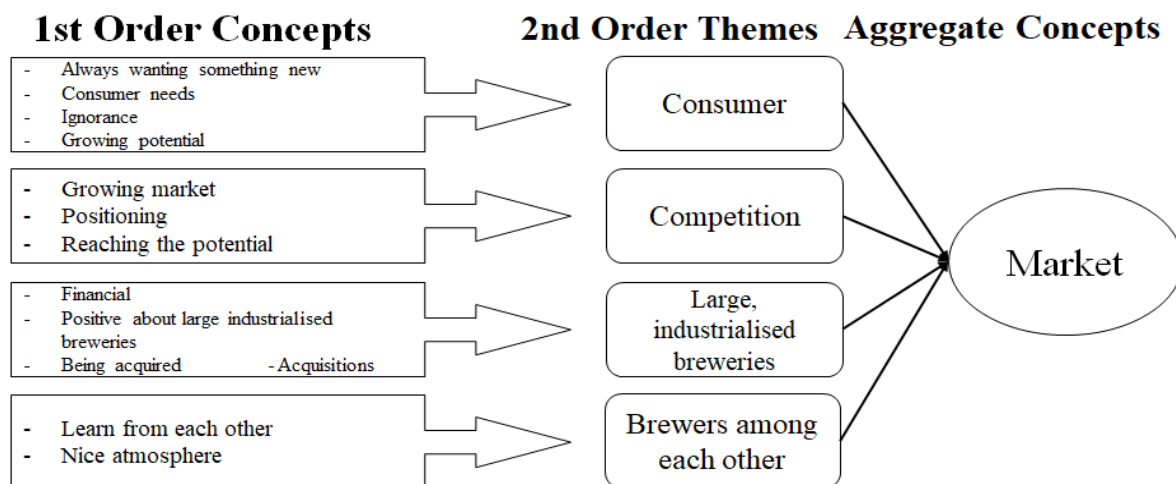 1st Order Concepts
2nd Order Themes
Aggregate Concepts
- Always wanting something new
- Consumer needs
- Ignorance
- Growing potential
Consumer
- Growing market
- Positioning
- Reaching the potential
Competition
- Financial
- Positive about large industrialised
breweries
- Being acquired - Acquisitions
Large,
industrialised
breweries
- Learn from each other
- Nice atmosphere
Brewers among
each other
Market